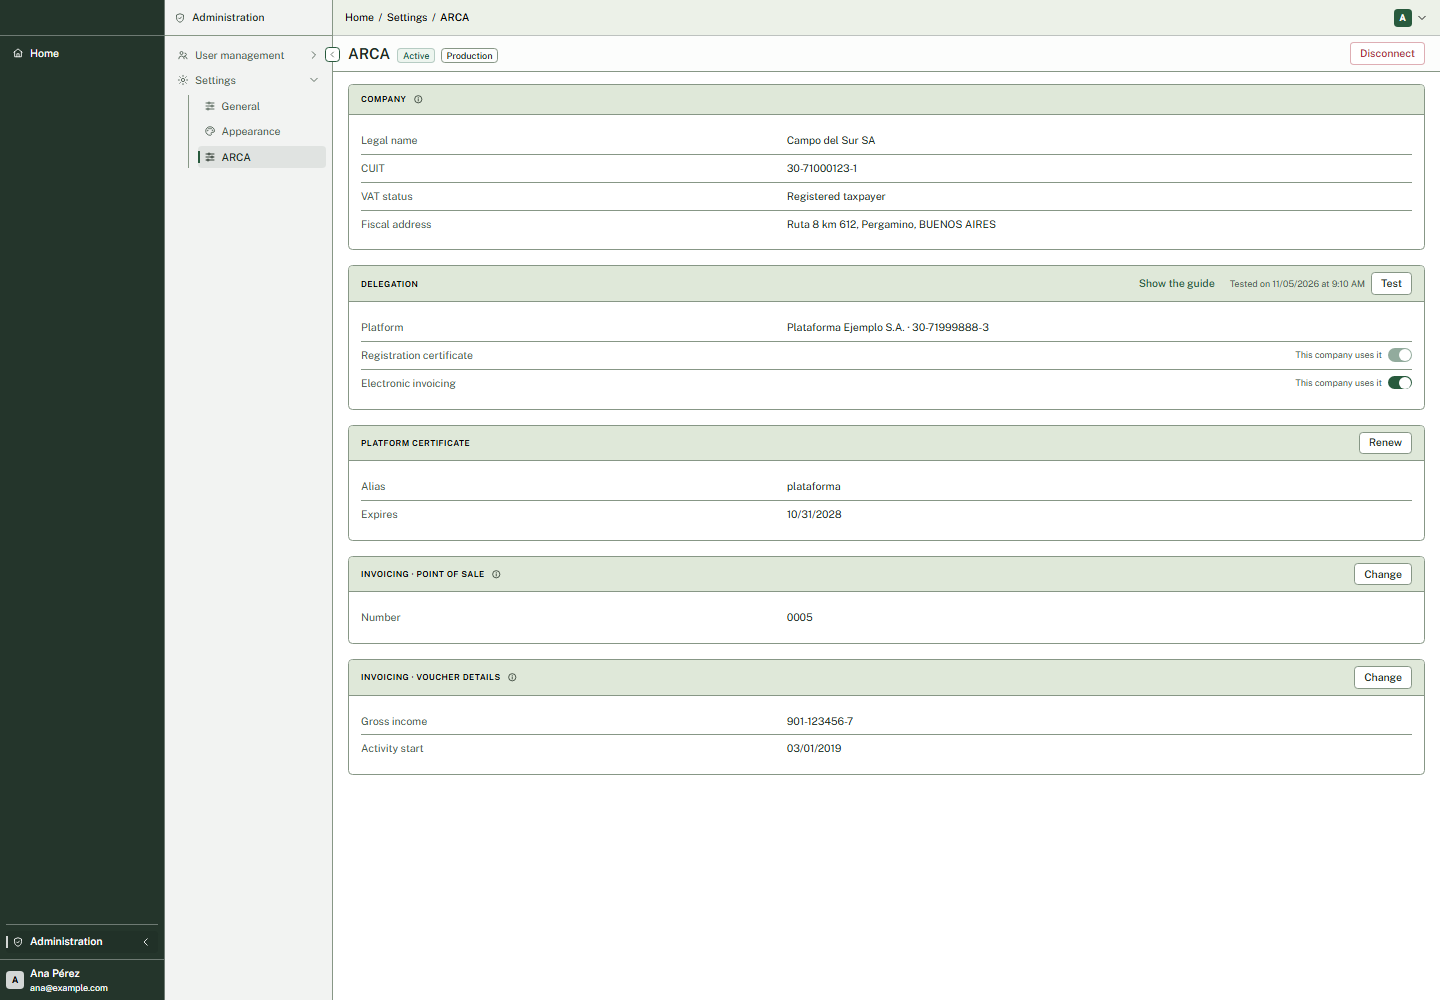 Administration
Home / Settings / ARCA
A
Home
User management
Settings
General
Appearance
ARCA
ARCA
Active
Production
Disconnect
COMPANY
Legal name
Campo del Sur SA
CUIT
30-71000123-1
VAT status
Registered taxpayer
Fiscal address
Ruta 8 km 612, Pergamino, BUENOS AIRES
DELEGATION
Show the guide
Tested on 11/05/2026 at 9:10 AM
Test
Platform
Plataforma Ejemplo S.A. · 30-71999888-3
Registration certificate
This company uses it
Electronic invoicing
This company uses it
PLATFORM CERTIFICATE
Renew
Alias
plataforma
Expires
10/31/2028
INVOICING · POINT OF SALE
Change
Number
0005
INVOICING · VOUCHER DETAILS
Change
Gross income
901-123456-7
Activity start
03/01/2019
Administration
A
Ana Pérez
ana@example.com